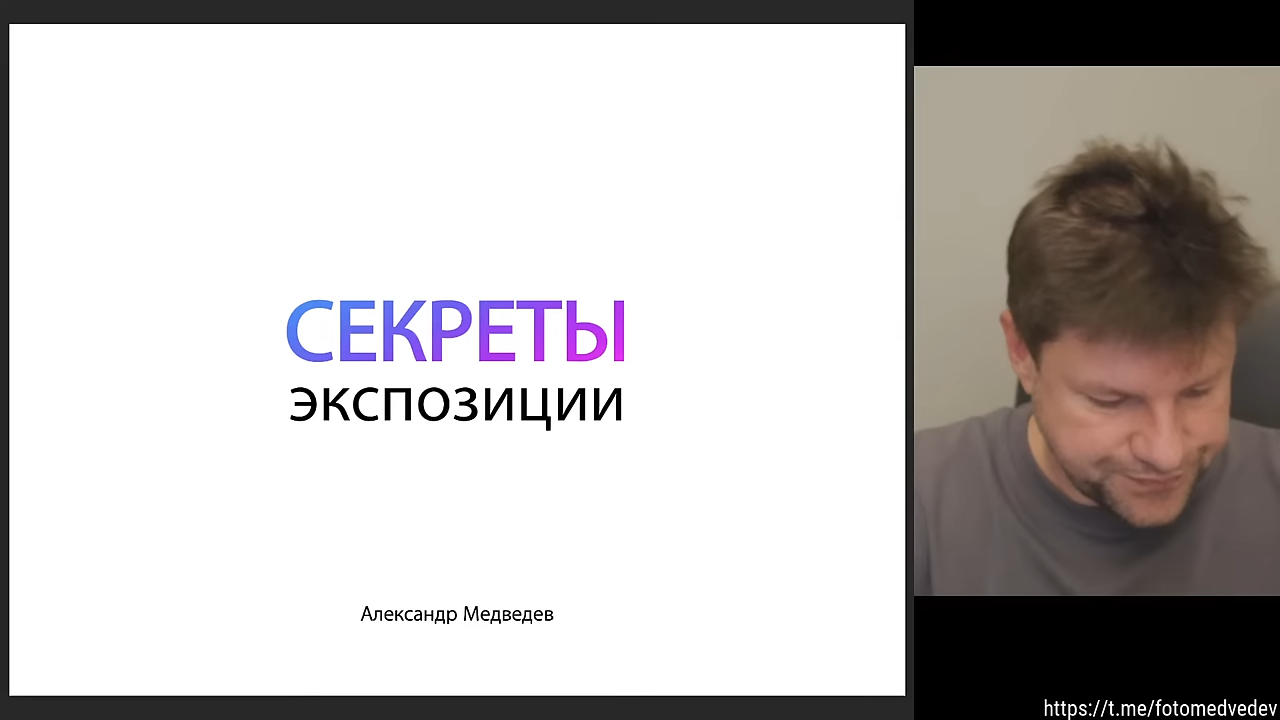 СЕКРЕТЫ
экспозиции
Александр Медведев
https://t.me/fotomedvedev